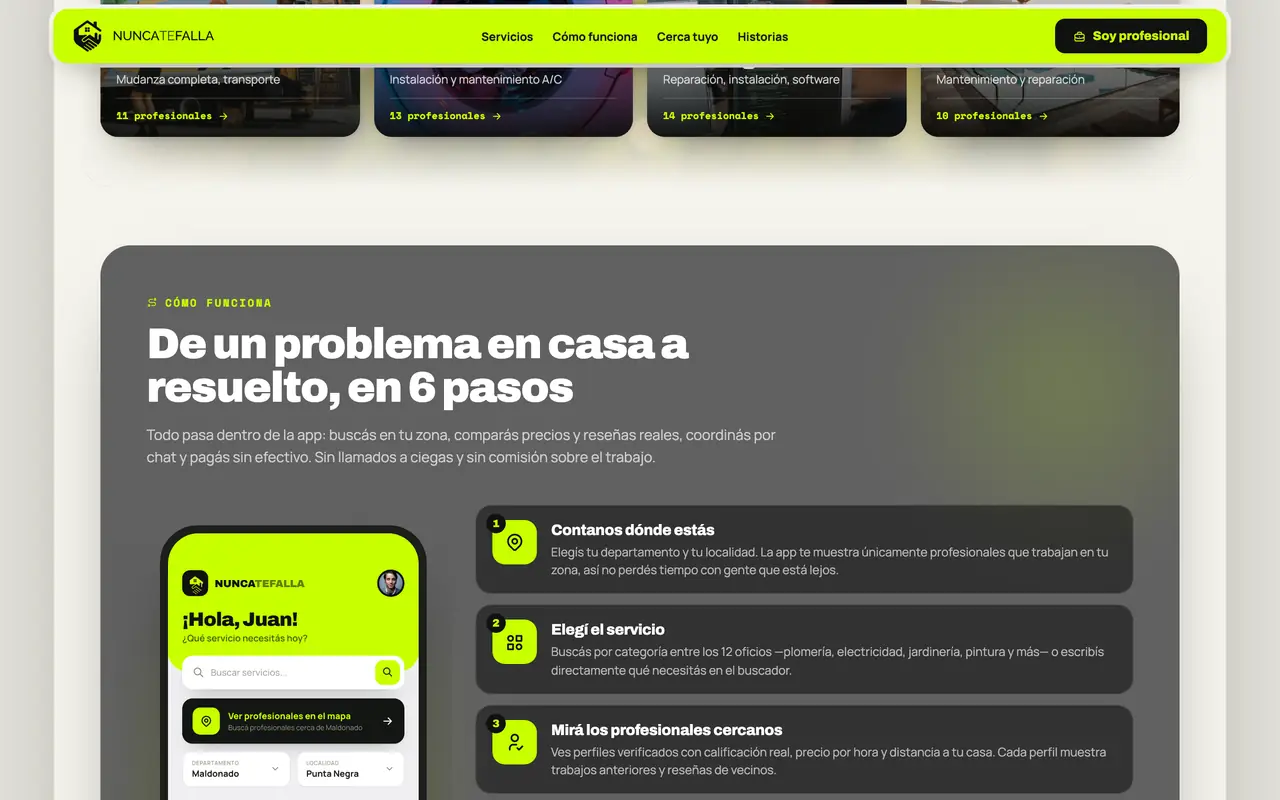 NUNCATEFALLA
Servicios
Cómo funciona
Cerca tuyo
Historias
Soy profesional
Mudanza completa, transporte
11 profesionales →
Instalación y mantenimiento A/C
13 profesionales →
Reparación, instalación, software
14 profesionales →
Mantenimiento y reparación
10 profesionales →
CÓMO FUNCIONA
De un problema en casa a
resuelto, en 6 pasos
Todo pasa dentro de la app: buscás en tu zona, comparás precios y reseñas reales, coordinás por
chat y pagás sin efectivo. Sin llamados a ciegas y sin comisión sobre el trabajo.
NUNCATEFALLA
¡Hola, Juan!
¿Qué servicio necesitás hoy?
Buscar servicios...
Ver profesionales en el mapa
Buscá profesionales cerca de Maldonado
DEPARTAMENTO
Maldonado
LOCALIDAD
Punta Negra
1
Contanos dónde estás
Elegís tu departamento y tu localidad. La app te muestra únicamente profesionales que trabajan en tu
zona, así no perdés tiempo con gente que está lejos.
2
Elegí el servicio
Buscás por categoría entre los 12 oficios —plomería, electricidad, jardinería, pintura y más— o escribís
directamente qué necesitás en el buscador.
3
Mirá los profesionales cercanos
Ves perfiles verificados con calificación real, precio por hora y distancia a tu casa. Cada perfil muestra
trabajos anteriores y reseñas de vecinos.